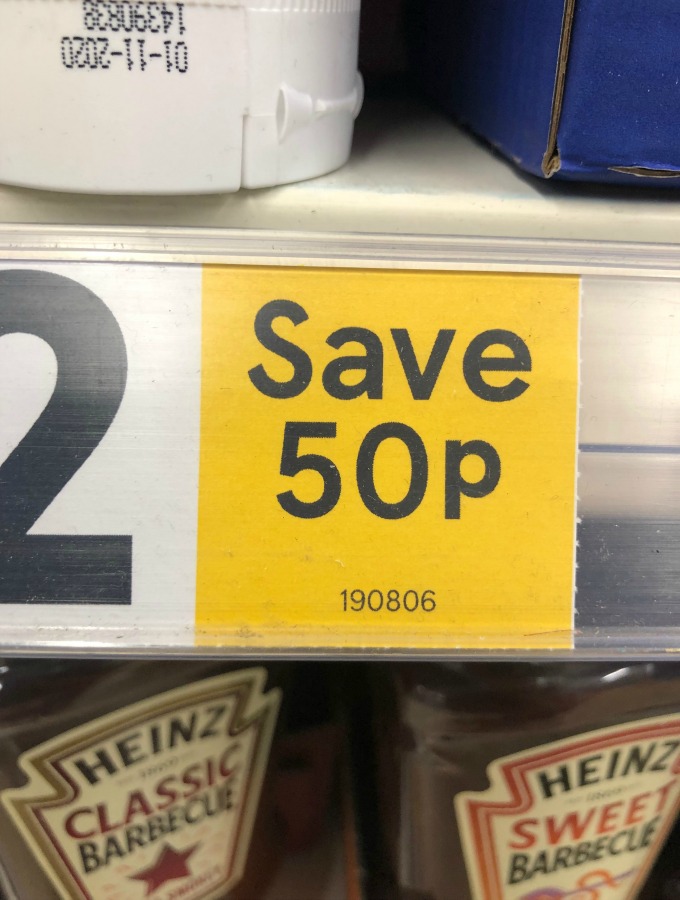 14390838
01-11-2020
2
Save
50p
190806
HEINZ
CLASSIC
BARBECUE
HEINZ
SWEET
BARBECUE